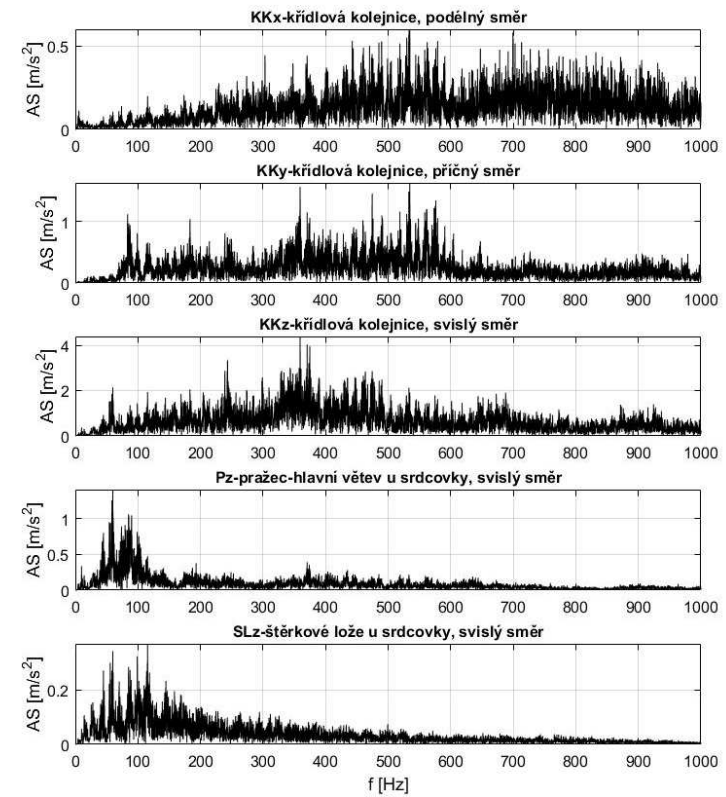 KKx-křídlová kolejnice, podélný směr
AS [m/s²]
0.5
0
0 100 200 300 400 500 600 700 800 900 1000
KKy-křídlová kolejnice, příčný směr
AS [m/s²]
1
0
0 100 200 300 400 500 600 700 800 900 1000
KKz-křídlová kolejnice, svislý směr
AS [m/s²]
4
2
0
0 100 200 300 400 500 600 700 800 900 1000
Pz-pražec-hlavní větev u srdcovky, svislý směr
AS [m/s²]
1
0.5
0
0 100 200 300 400 500 600 700 800 900 1000
SLz-štěrkové lože u srdcovky, svislý směr
AS [m/s²]
0.2
0
0 100 200 300 400 500 600 700 800 900 1000
f [Hz]